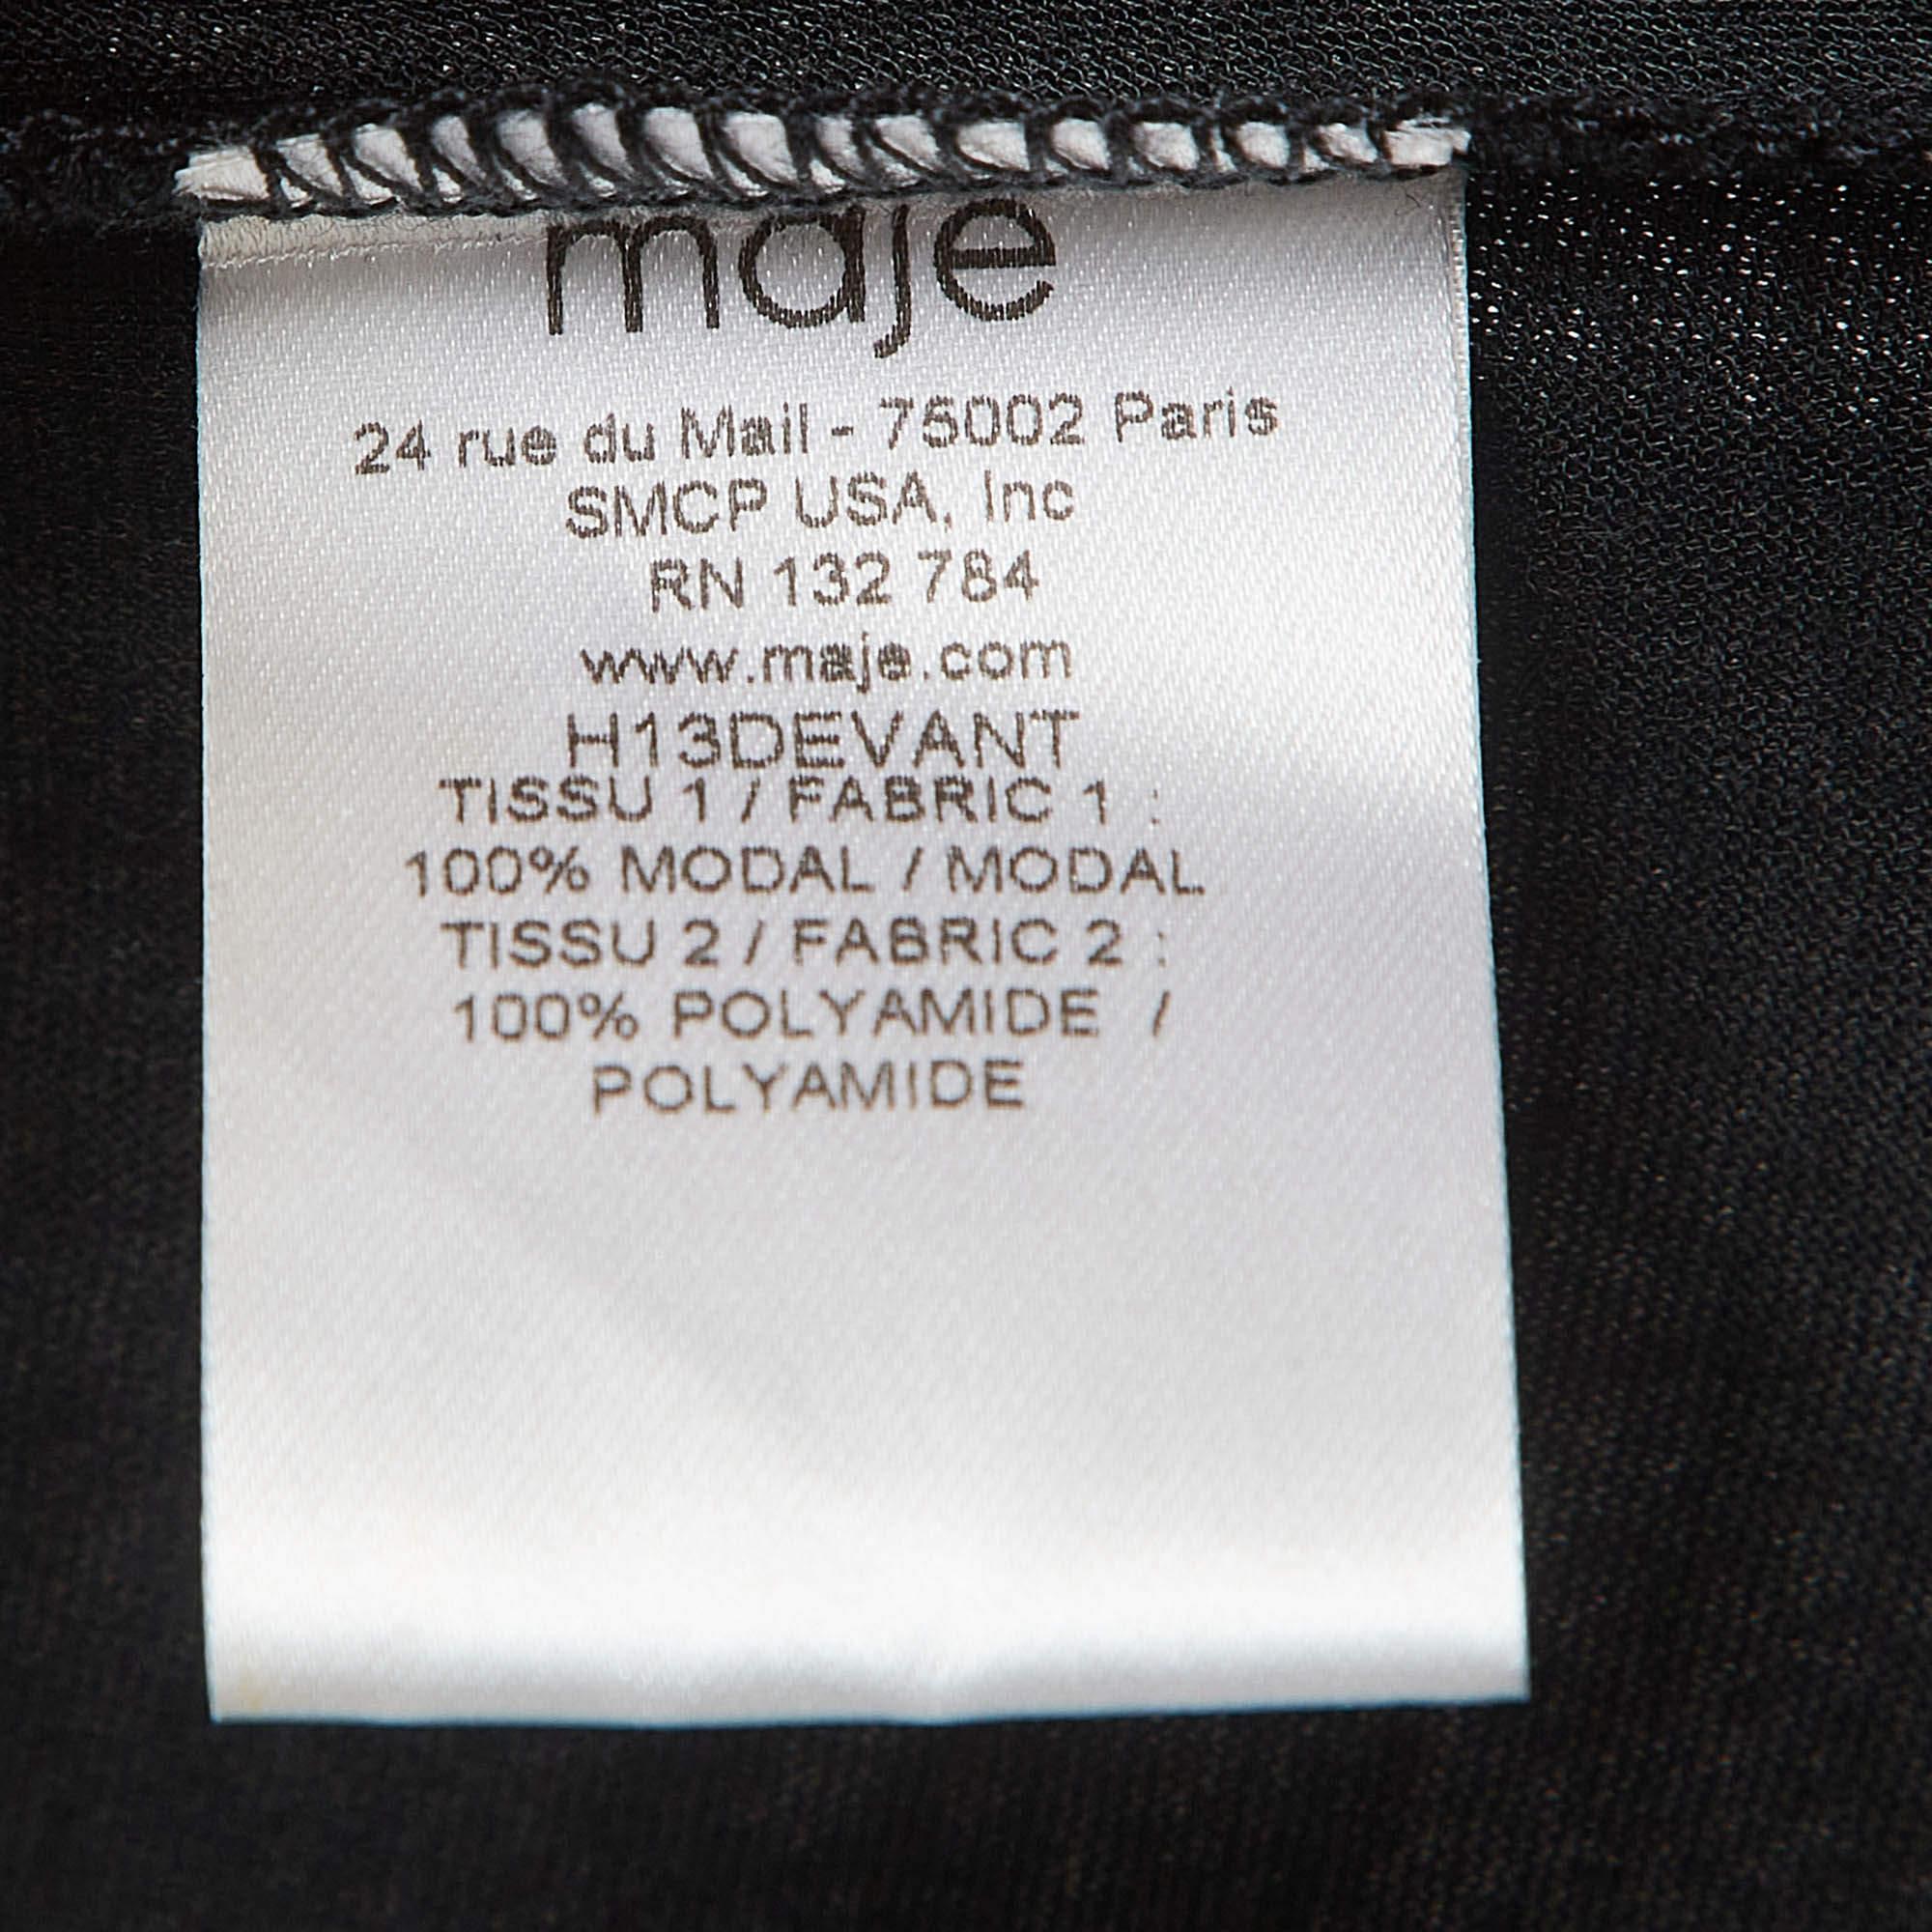 maje
24 rue du Mail - 75002 Paris
SMCP USA, Inc
RN 132 784
www.maje.com
H13DEVANT
TISSU 1 / FABRIC 1 :
100% MODAL / MODAL
TISSU 2 / FABRIC 2 :
100% POLYAMIDE /
POLYAMIDE